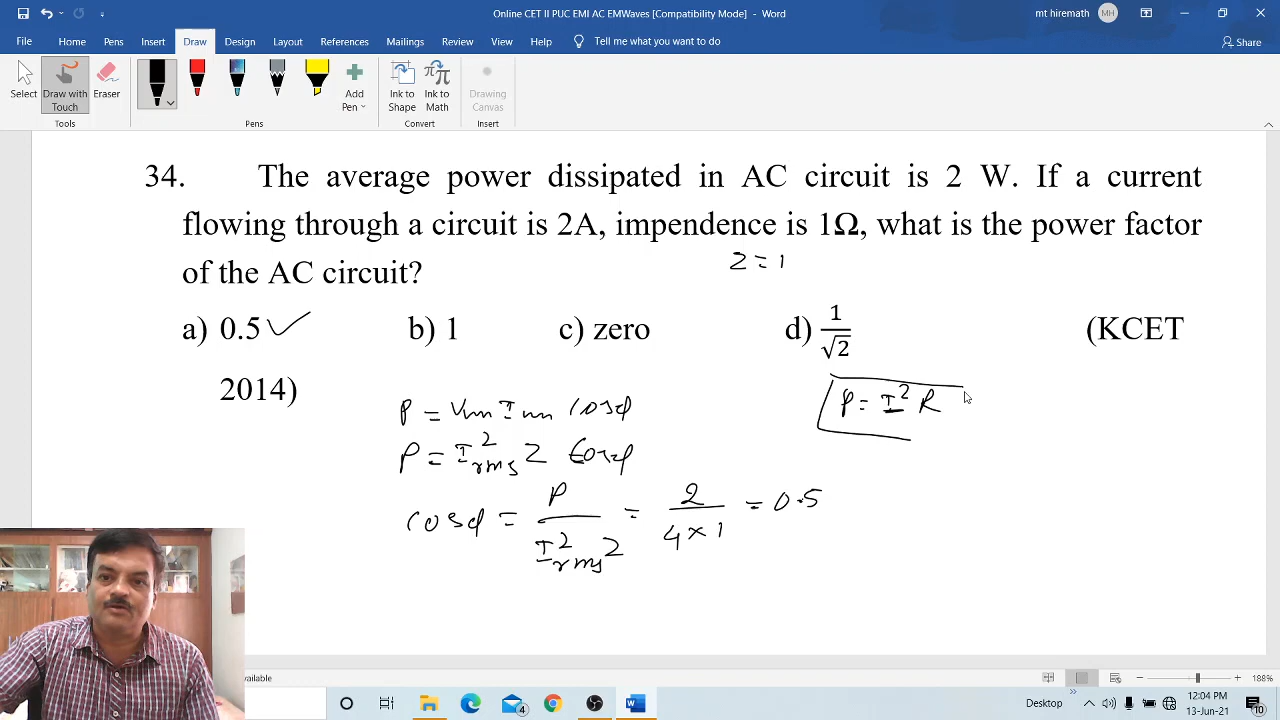 Online CET II PUC EMI AC EMWaves [Compatibility Mode] - Word
mt hiremath MH
File Home Insert Draw Design Layout References Mailings Review View Help Tell me what you want to do Share
Select Draw with Touch Eraser Add Pen Ink to Shape Ink to Math Drawing Canvas
Tools Pens Convert Insert
34. The average power dissipated in AC circuit is 2 W. If a current
flowing through a circuit is 2A, impendence is 1Ω, what is the power factor
of the AC circuit?
Z = 1
a) 0.5 b) 1 c) zero d) 1/√2 (KCET
2014)
P = I² R
P = Vrms Irms cosφ
P = I²rms Z cosφ
cosφ = P / I²rms Z = 2 / 4 × 1 = 0.5
vailable 188%
4 Desktop 12:04 PM
13-Jun-21 10